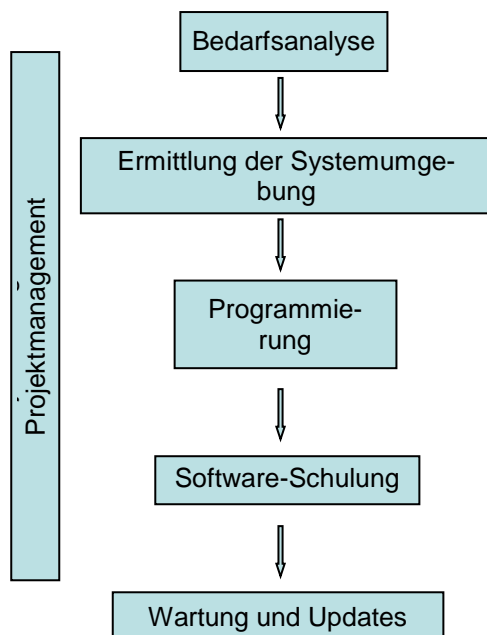 Bedarfsanalyse
Ermittlung der Systemumge-
bung
Programmie-
rung
Projektmanagement
Software-Schulung
Wartung und Updates